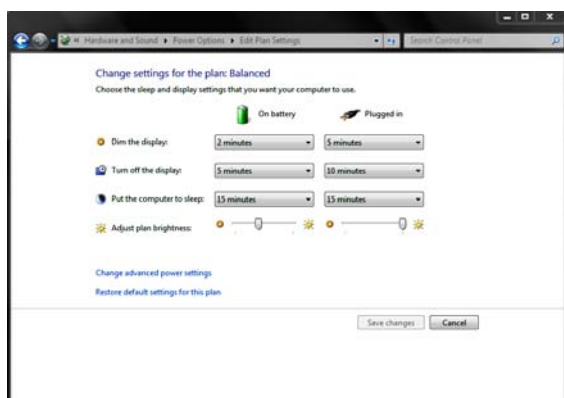 « Hardware and Sound ▸ Power Options ▸ Edit Plan Settings
Search Control Panel
Change settings for the plan: Balanced
Choose the sleep and display settings that you want your computer to use.
On battery Plugged in
Dim the display: 2 minutes 5 minutes
Turn off the display: 5 minutes 10 minutes
Put the computer to sleep: 15 minutes 15 minutes
Adjust plan brightness:
Change advanced power settings
Restore default settings for this plan
Save changes Cancel